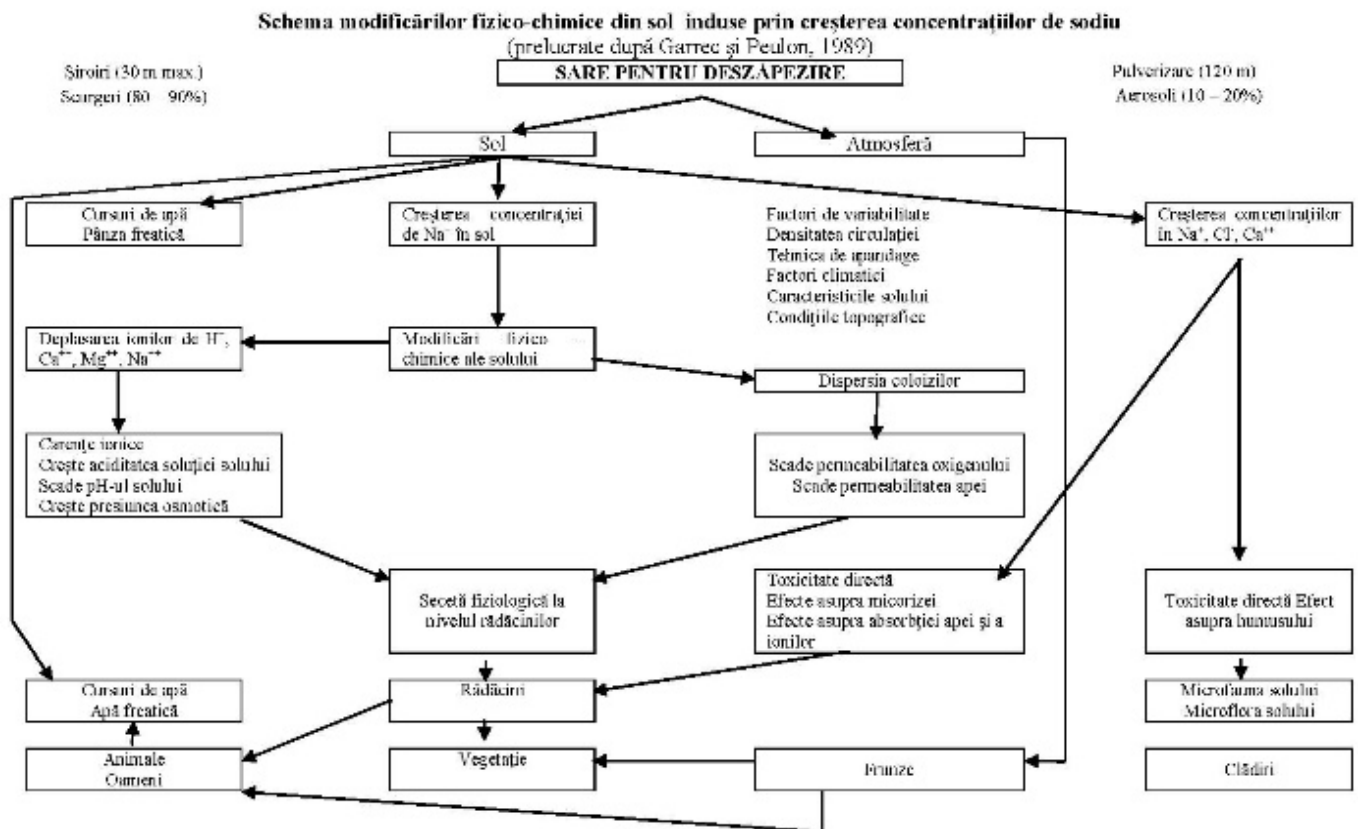 Schema modificărilor fizico-chimice din sol induse prin creşterea concentraţiilor de sodiu
(prelucrate după Garrec şi Peulon, 1989)
Şiroiri (30 m max.)
Scurgeri (80 – 90%)
SARE PENTRU DESZĂPEZIRE
Pulverizare (120 m)
Aerosoli (10 – 20%)
Sol
Atmosferă
Cursuri de apă
Pânza freatică
Creşterea concentraţiei
de Na⁺ în sol
Factori de variabilitate
Densitatea circulaţiei
Tehnica de apandage
Factori climatici
Caracteristicile solului
Condiţiile topografice
Creşterea concentraţiilor
în Na⁺, Cl⁻, Ca⁺⁺
Deplasarea ionilor de H⁺,
Ca⁺⁺, Mg⁺⁺, Na⁺⁺
Modificări fizico –
chimice ale solului
Dispersia coloizilor
Carenţe ionice
Creşte aciditatea soluţiei solului
Scade pH-ul solului
Creşte presiunea osmotică
Scade permeabilitatea oxigenului
Scade permeabilitatea apei
Secetă fiziologică la
nivelul rădăcinilor
Toxicitate directă
Efecte asupra micorizei
Efecte asupra absorbţiei apei şi a
ionilor
Toxicitate directă Efect
asupra humusului
Cursuri de apă
Apă freatică
Rădăcini
Microfauna solului
Microflora solului
Animale
Oameni
Vegetaţie
Frunze
Clădiri